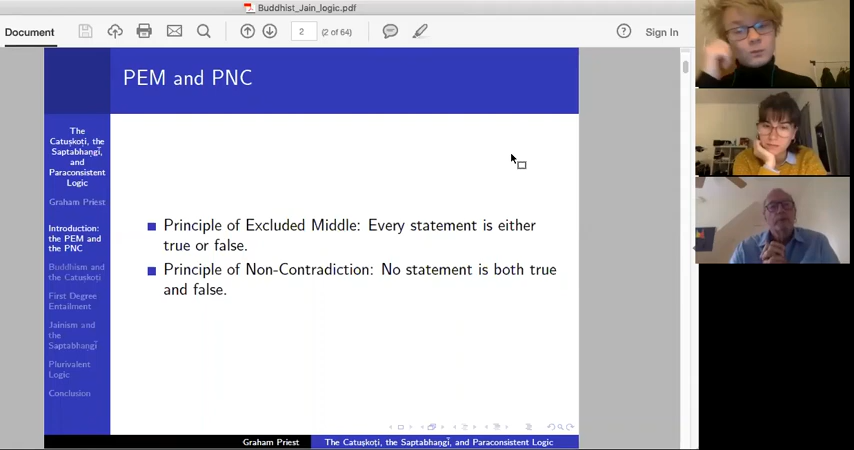 Buddhist_Jain_logic.pdf
Document
2
(2 of 64)
Sign In
PEM and PNC
The
Catuṣkoṭi, the
Saptabhaṅgī,
and
Paraconsistent
Logic
Graham Priest
Introduction:
the PEM and
the PNC
Buddhism and
the Catuskoti
First Degree
Entailment
Jainism and
the
Saptabhaṅgī
Plurivalent
Logic
Conclusion
Principle of Excluded Middle: Every statement is either
true or false.
Principle of Non-Contradiction: No statement is both true
and false.
Graham Priest
The Catuṣkoṭi, the Saptabhaṅgī, and Paraconsistent Logic